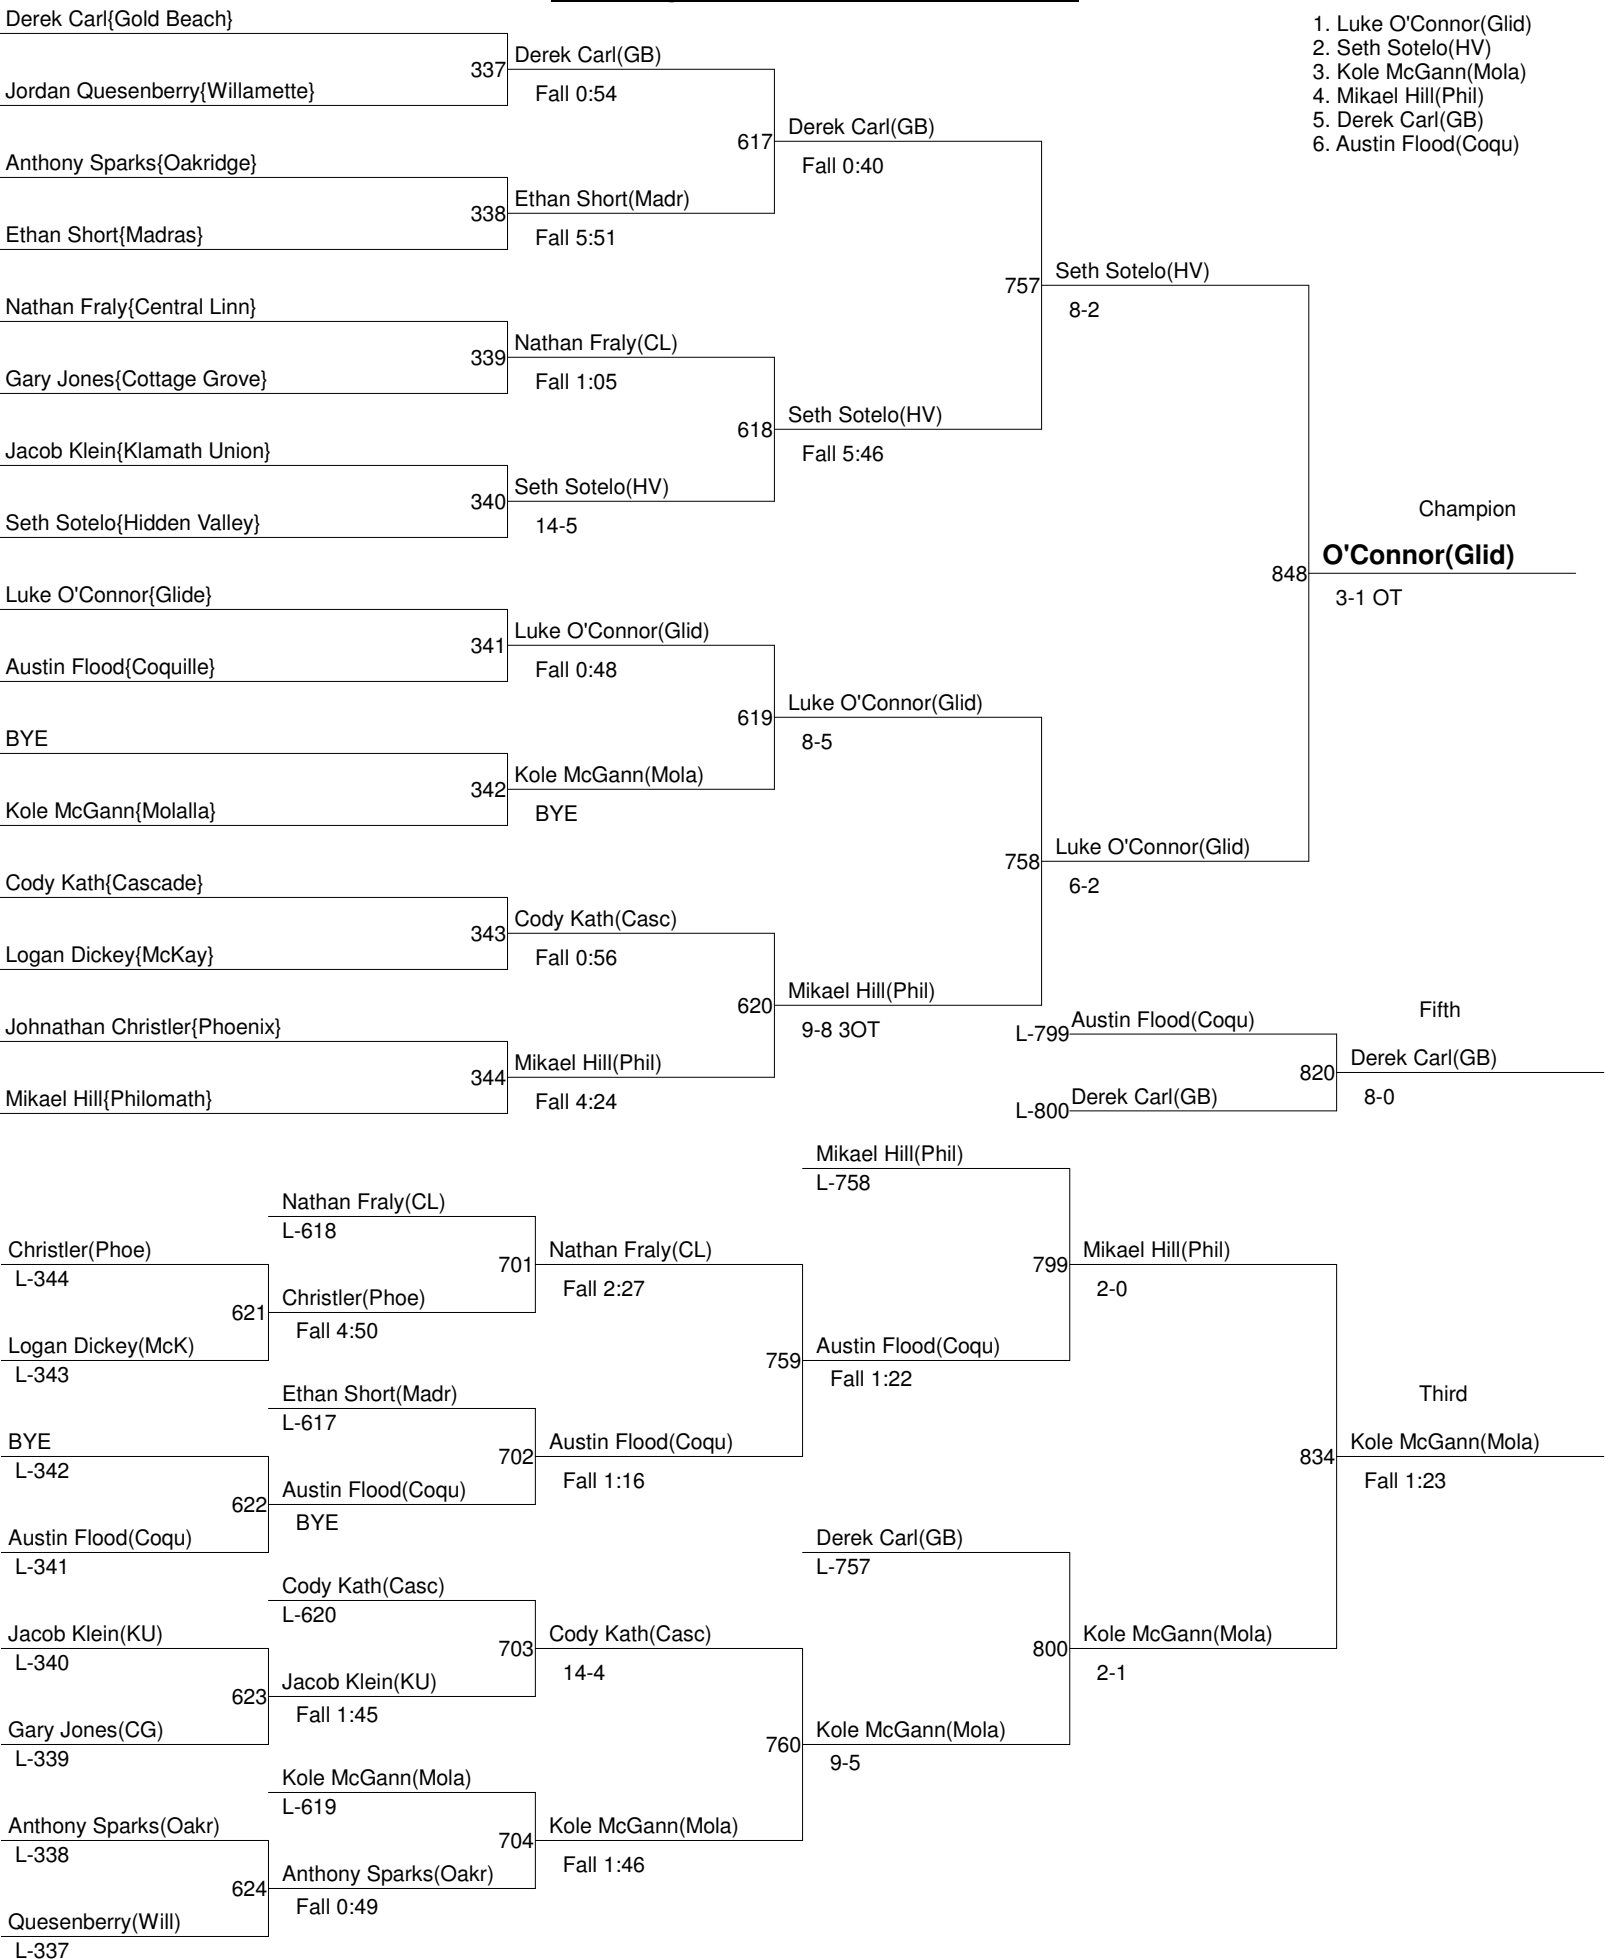 Derek Carl{Gold Beach}
1. Luke O'Connor(Glid)
2. Seth Sotelo(HV)
3. Kole McGann(Mola)
4. Mikael Hill(Phil)
5. Derek Carl(GB)
6. Austin Flood(Coqu)
337
Derek Carl(GB)
Fall 0:54
Jordan Quesenberry{Willamette}
617
Derek Carl(GB)
Fall 0:40
Anthony Sparks{Oakridge}
338
Ethan Short(Madr)
Fall 5:51
Ethan Short{Madras}
757
Seth Sotelo(HV)
8-2
Nathan Fraly{Central Linn}
339
Nathan Fraly(CL)
Fall 1:05
Gary Jones{Cottage Grove}
618
Seth Sotelo(HV)
Fall 5:46
Jacob Klein{Klamath Union}
340
Seth Sotelo(HV)
14-5
Seth Sotelo{Hidden Valley}
Champion
848
O'Connor(Glid)
3-1 OT
Luke O'Connor{Glide}
341
Luke O'Connor(Glid)
Fall 0:48
Austin Flood{Coquille}
619
Luke O'Connor(Glid)
8-5
BYE
342
Kole McGann(Mola)
BYE
Kole McGann{Molalla}
758
Luke O'Connor(Glid)
6-2
Cody Kath{Cascade}
343
Cody Kath(Casc)
Fall 0:56
Logan Dickey{McKay}
620
Mikael Hill(Phil)
9-8 3OT
Johnathan Christler{Phoenix}
344
Mikael Hill(Phil)
Fall 4:24
Mikael Hill{Philomath}
Fifth
L-799
Austin Flood(Coqu)
820
Derek Carl(GB)
8-0
L-800
Derek Carl(GB)
Mikael Hill(Phil)
L-758
Nathan Fraly(CL)
L-618
Christler(Phoe)
L-344
701
Nathan Fraly(CL)
Fall 2:27
799
Mikael Hill(Phil)
2-0
621
Christler(Phoe)
Fall 4:50
Logan Dickey(McK)
L-343
759
Austin Flood(Coqu)
Fall 1:22
Ethan Short(Madr)
L-617
Third
BYE
L-342
702
Austin Flood(Coqu)
Fall 1:16
834
Kole McGann(Mola)
Fall 1:23
622
Austin Flood(Coqu)
BYE
Austin Flood(Coqu)
L-341
Derek Carl(GB)
L-757
Cody Kath(Casc)
L-620
Jacob Klein(KU)
L-340
703
Cody Kath(Casc)
14-4
800
Kole McGann(Mola)
2-1
623
Jacob Klein(KU)
Fall 1:45
Gary Jones(CG)
L-339
760
Kole McGann(Mola)
9-5
Kole McGann(Mola)
L-619
Anthony Sparks(Oakr)
L-338
704
Kole McGann(Mola)
Fall 1:46
624
Anthony Sparks(Oakr)
Fall 0:49
Quesenberry(Will)
L-337